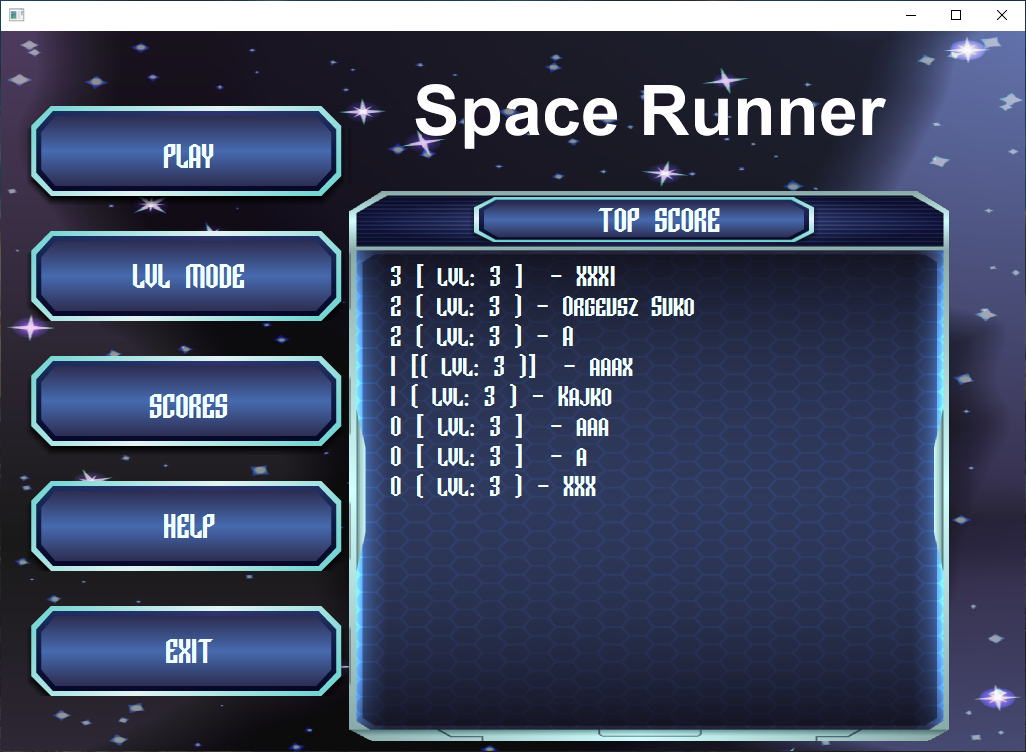 Space Runner
PLAY
LVL MODE
SCORES
HELP
EXIT
TOP SCORE
3 [ LVL: 3 ] - XXXI
2 ( LVL: 3 ) - Orgeusz Suko
2 ( LVL: 3 ) - A
1 [( LVL: 3 )] - AAAX
1 ( LVL: 3 ) - Kajko
0 [ LVL: 3 ] - AAA
0 [ LVL: 3 ] - A
0 ( LVL: 3 ) - XXX